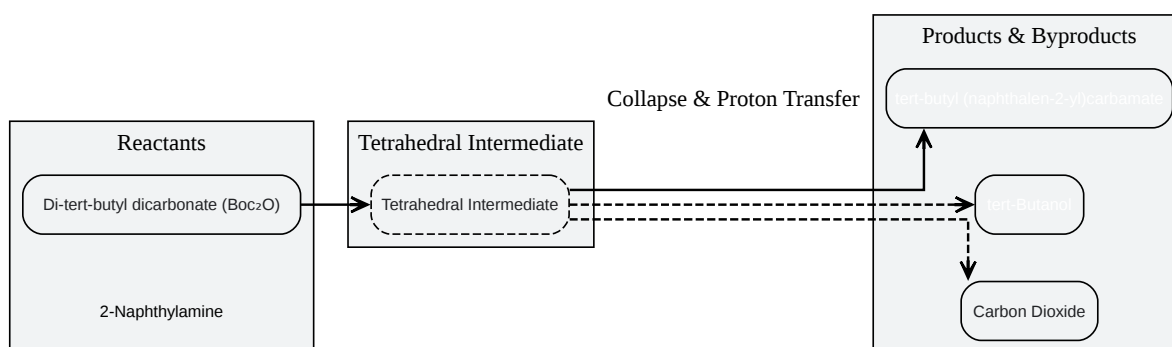 Reactants
Di-tert-butyl dicarbonate (Boc₂O)
2-Naphthylamine
Tetrahedral Intermediate
Tetrahedral Intermediate
Collapse & Proton Transfer
Products & Byproducts
tert-butyl (naphthalen-2-yl)carbamate
tert-Butanol
Carbon Dioxide